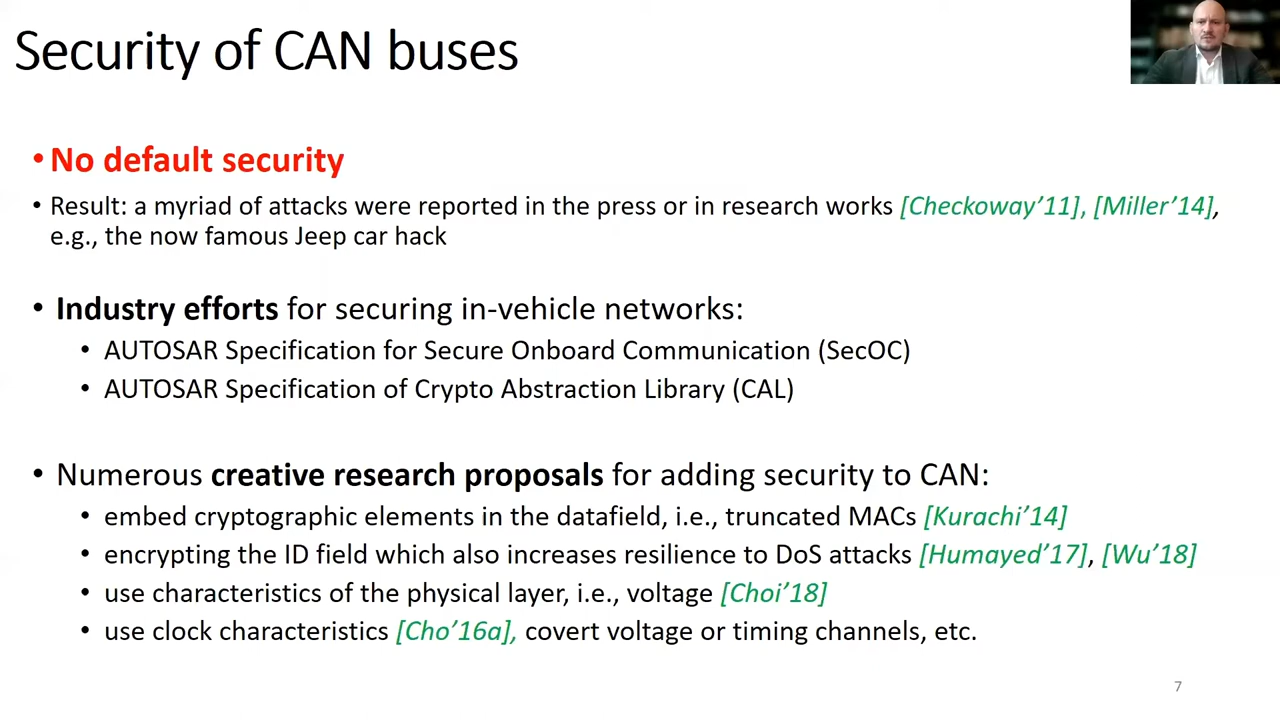 Security of CAN buses
• No default security
• Result: a myriad of attacks were reported in the press or in research works [Checkoway’11], [Miller’14],
e.g., the now famous Jeep car hack
• Industry efforts for securing in-vehicle networks:
• AUTOSAR Specification for Secure Onboard Communication (SecOC)
• AUTOSAR Specification of Crypto Abstraction Library (CAL)
• Numerous creative research proposals for adding security to CAN:
• embed cryptographic elements in the datafield, i.e., truncated MACs [Kurachi’14]
• encrypting the ID field which also increases resilience to DoS attacks [Humayed’17], [Wu’18]
• use characteristics of the physical layer, i.e., voltage [Choi’18]
• use clock characteristics [Cho’16a], covert voltage or timing channels, etc.
7